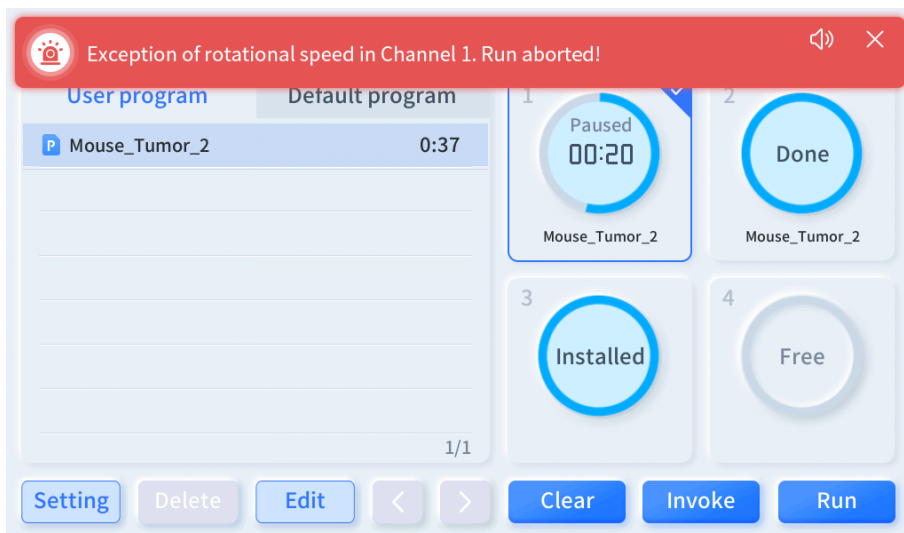 Exception of rotational speed in Channel 1. Run aborted!
User program
Default program
Mouse_Tumor_2
0:37
1/1
1
Paused
00:20
Mouse_Tumor_2
2
Done
Mouse_Tumor_2
3
Installed
4
Free
Setting
Delete
Edit
<
>
Clear
Invoke
Run